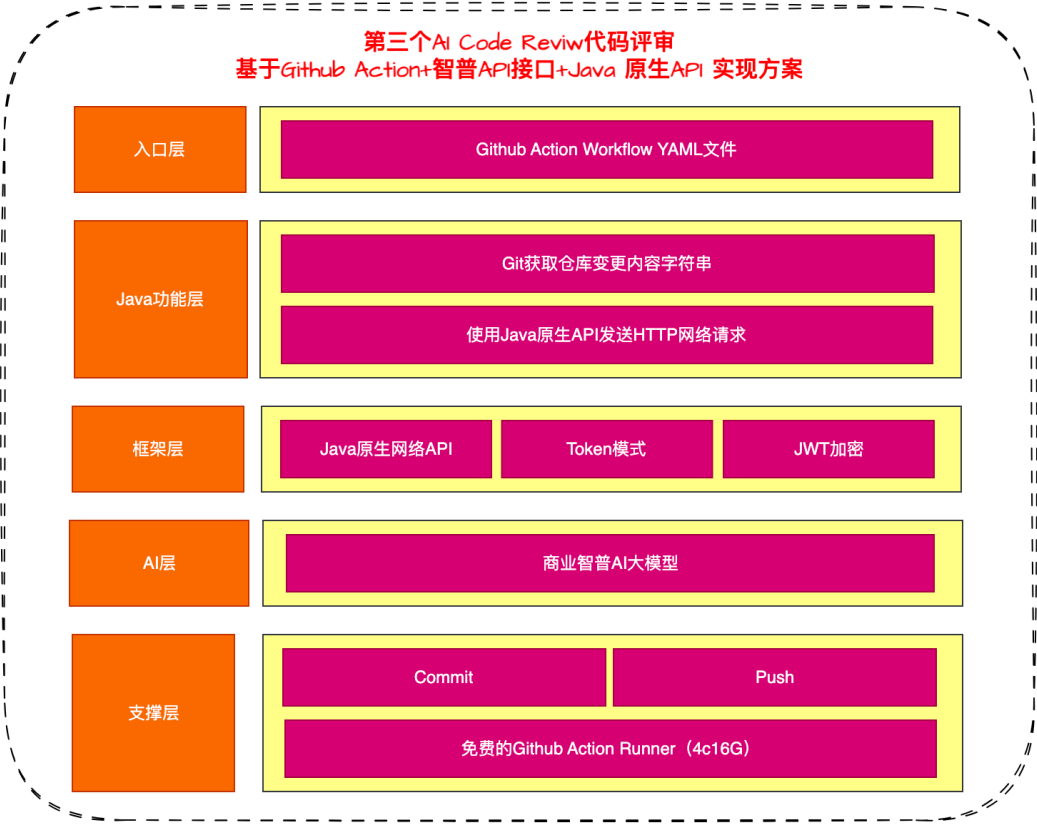 第三个AI Code Reviw代码评审
基于Github Action+智普API接口+Java 原生API 实现方案
入口层
Github Action Workflow YAML文件
Java功能层
Git获取仓库变更内容字符串
使用Java原生API发送HTTP网络请求
框架层
Java原生网络API
Token模式
JWT加密
AI层
商业智普AI大模型
支撑层
Commit
Push
免费的Github Action Runner（4c16G）